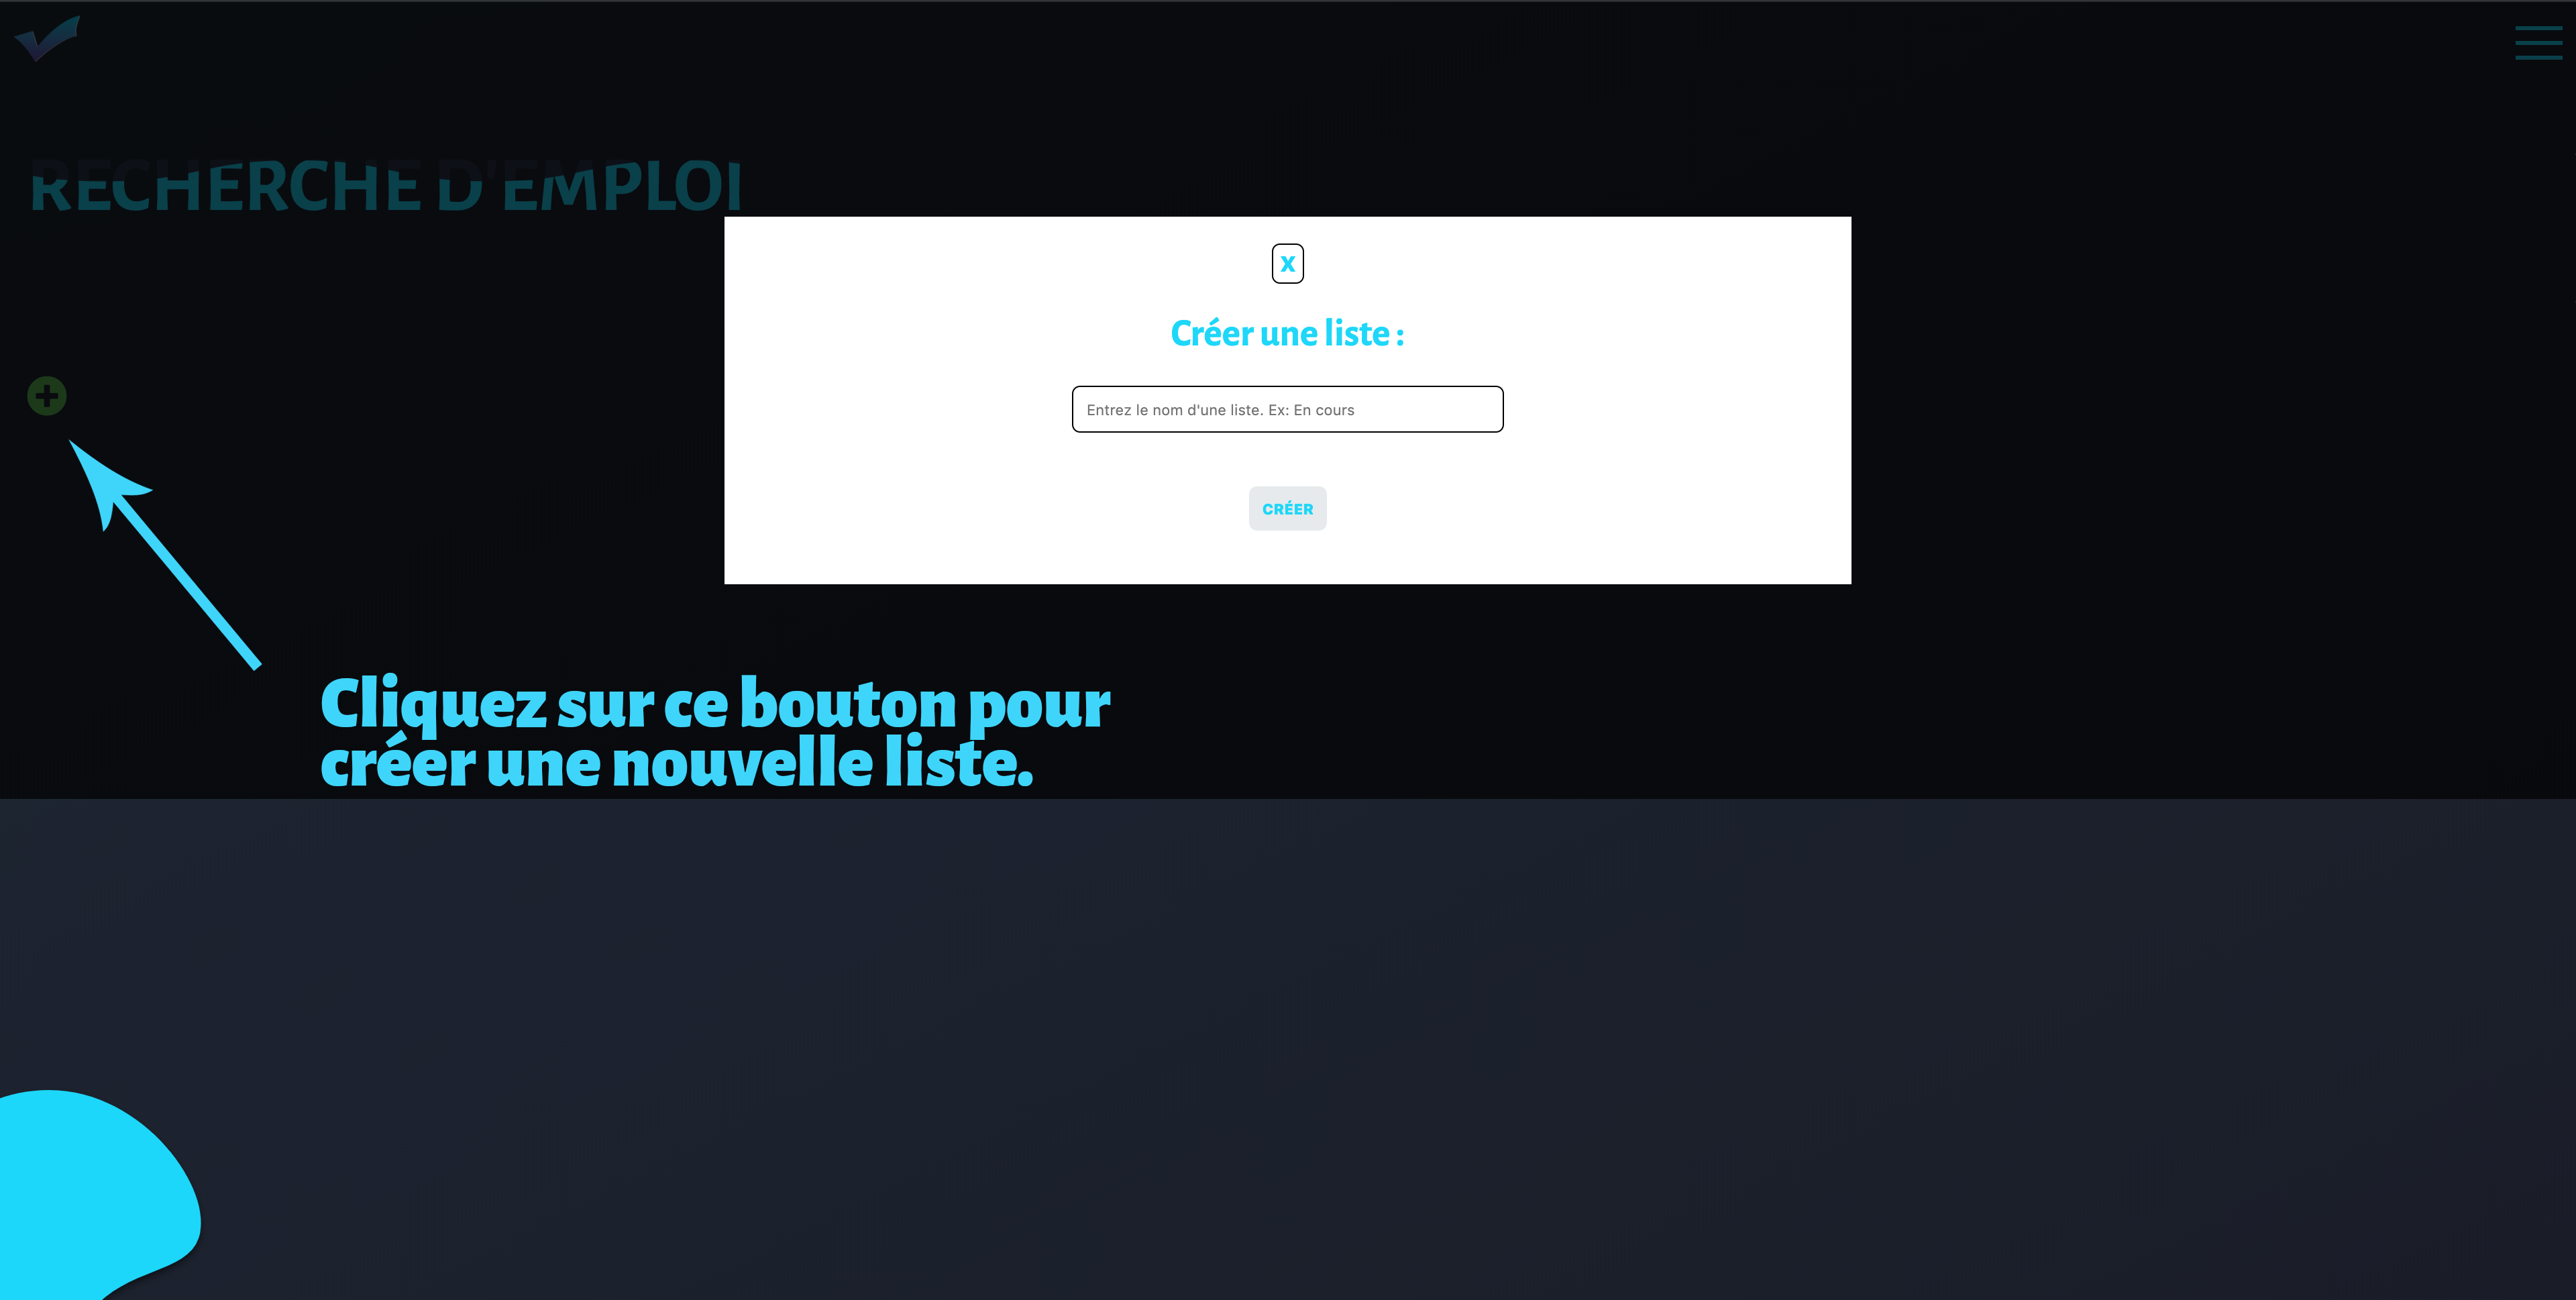 RECHERCHE D'EMPLOI
X
Créer une liste :
Entrez le nom d'une liste. Ex: En cours
CRÉER
Cliquez sur ce bouton pour
créer une nouvelle liste.